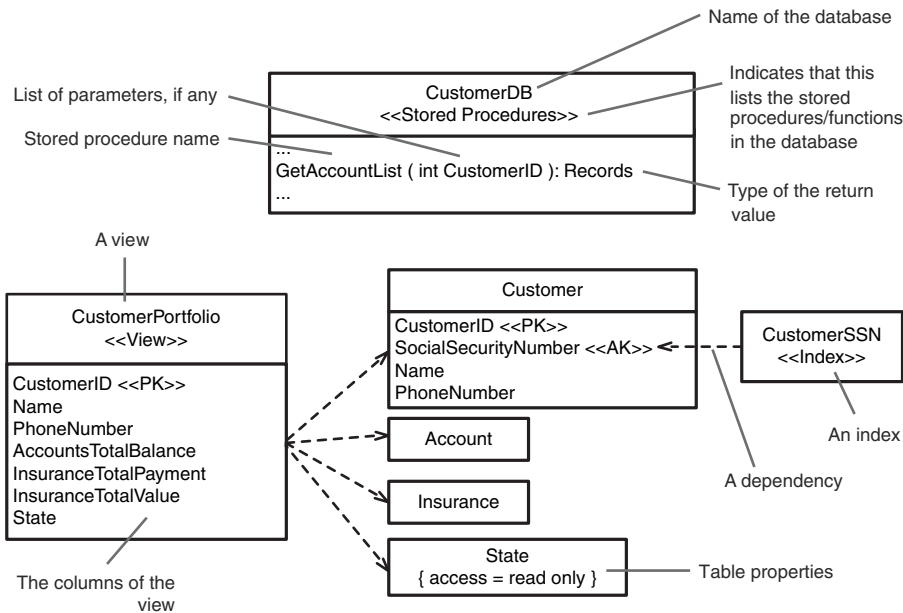 Name of the database
CustomerDB
<<Stored Procedures>>
Indicates that this
lists the stored
procedures/functions
in the database
List of parameters, if any
Stored procedure name
...
GetAccountList ( int CustomerID ): Records
...
Type of the return
value
A view
CustomerPortfolio
<<View>>
CustomerID <<PK>>
Name
PhoneNumber
AccountsTotalBalance
InsuranceTotalPayment
InsuranceTotalValue
State
The columns of the
view
Customer
CustomerID <<PK>>
SocialSecurityNumber <<AK>>
Name
PhoneNumber
CustomerSSN
<<Index>>
An index
A dependency
Account
Insurance
State
{ access = read only }
Table properties